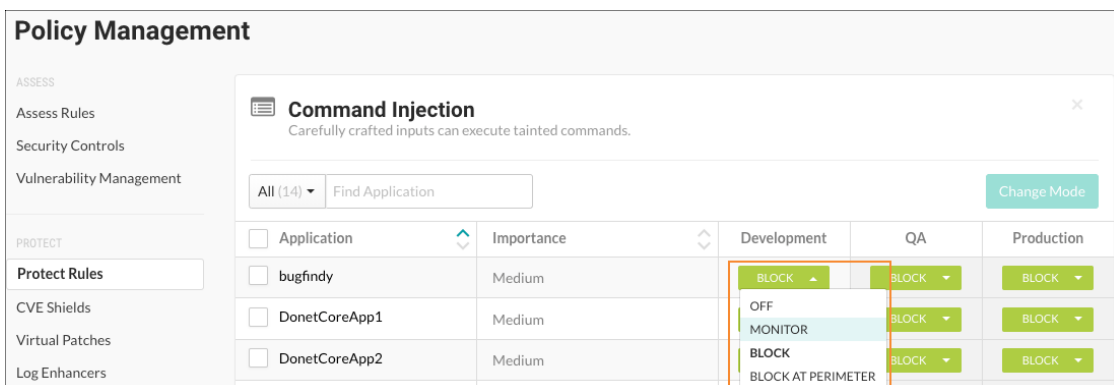 Policy Management
ASSESS
Assess Rules
Security Controls
Vulnerability Management
PROTECT
Protect Rules
CVE Shields
Virtual Patches
Log Enhancers
Command Injection
Carefully crafted inputs can execute tainted commands.
All (14) Find Application Change Mode
Application Importance Development QA Production
bugfindy Medium BLOCK BLOCK BLOCK
DonetCoreApp1 Medium BLOCK BLOCK
DonetCoreApp2 Medium BLOCK BLOCK
OFF
MONITOR
BLOCK
BLOCK AT PERIMETER